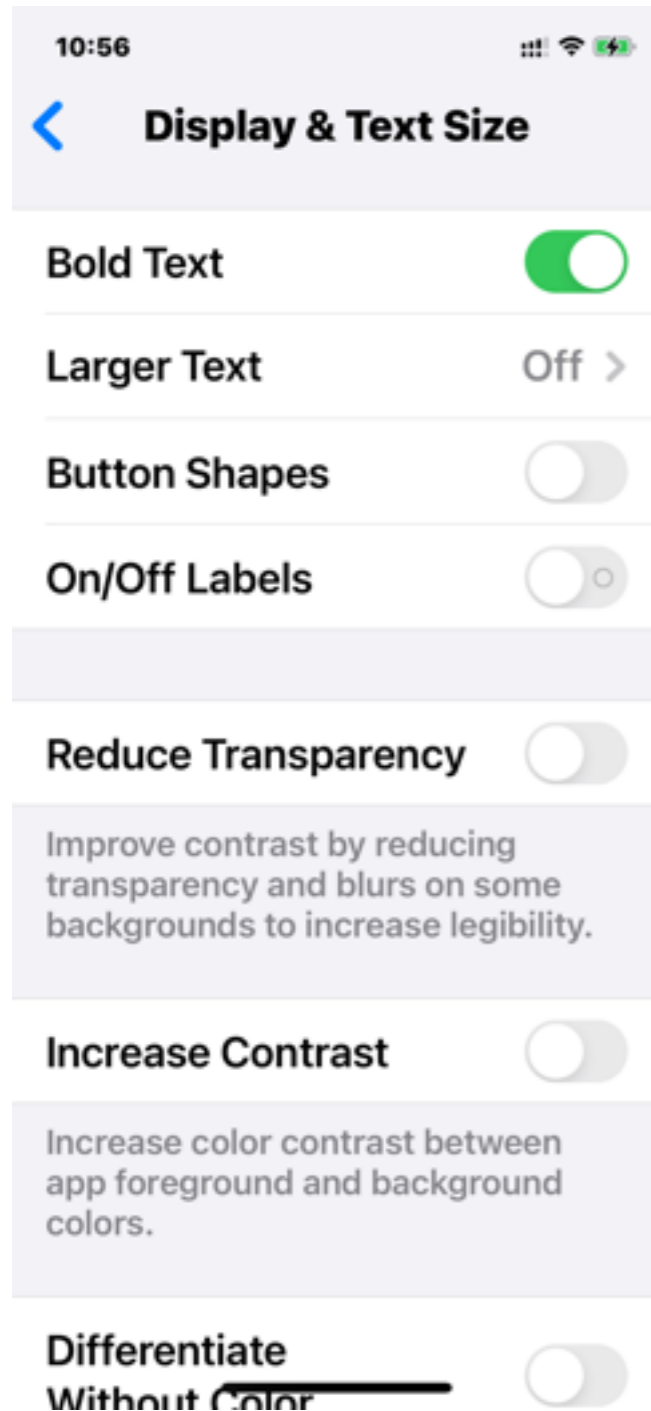 10:56
Display & Text Size
Bold Text
Larger Text Off
Button Shapes
On/Off Labels
Reduce Transparency
Improve contrast by reducing
transparency and blurs on some
backgrounds to increase legibility.
Increase Contrast
Increase color contrast between
app foreground and background
colors.
Differentiate
Without Color